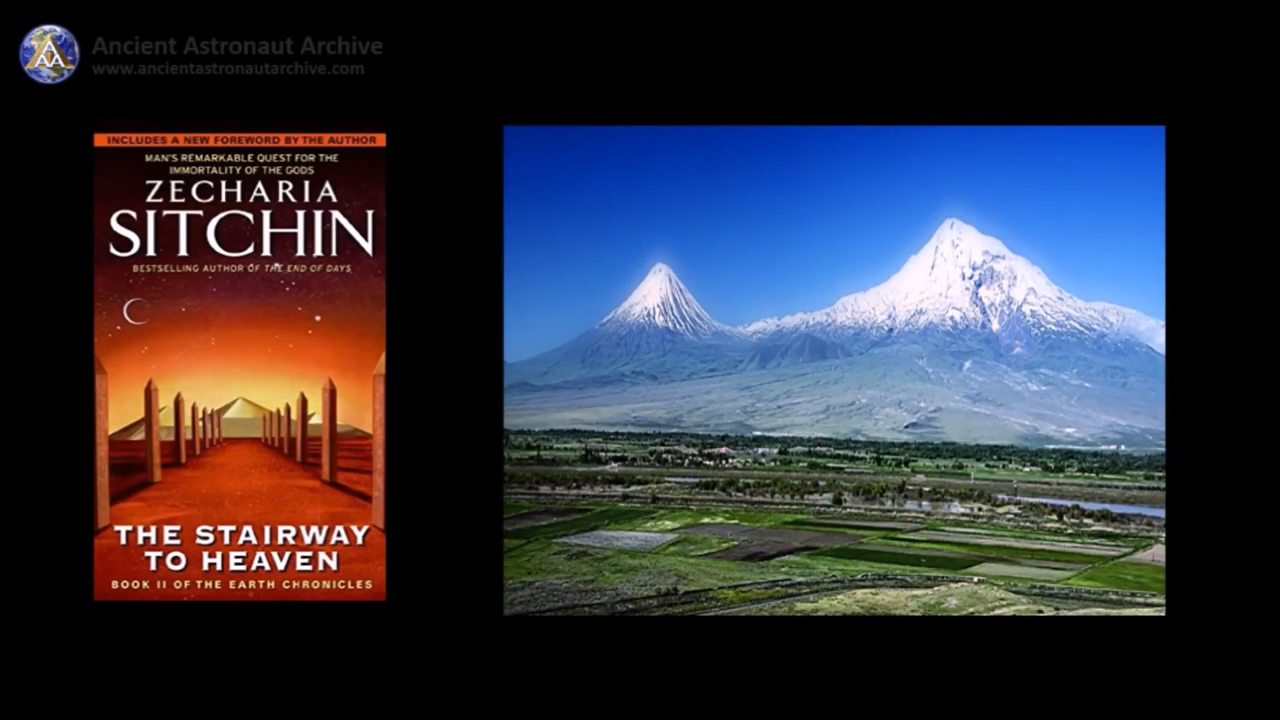 Ancient Astronaut Archive
www.ancientastronautarchive.com
AAA
INCLUDES A NEW FOREWORD BY THE AUTHOR
MAN'S REMARKABLE QUEST FOR THE
IMMORTALITY OF THE GODS
ZECHARIA
SITCHIN
BESTSELLING AUTHOR OF THE END OF DAYS
THE STAIRWAY
TO HEAVEN
BOOK II OF THE EARTH CHRONICLES